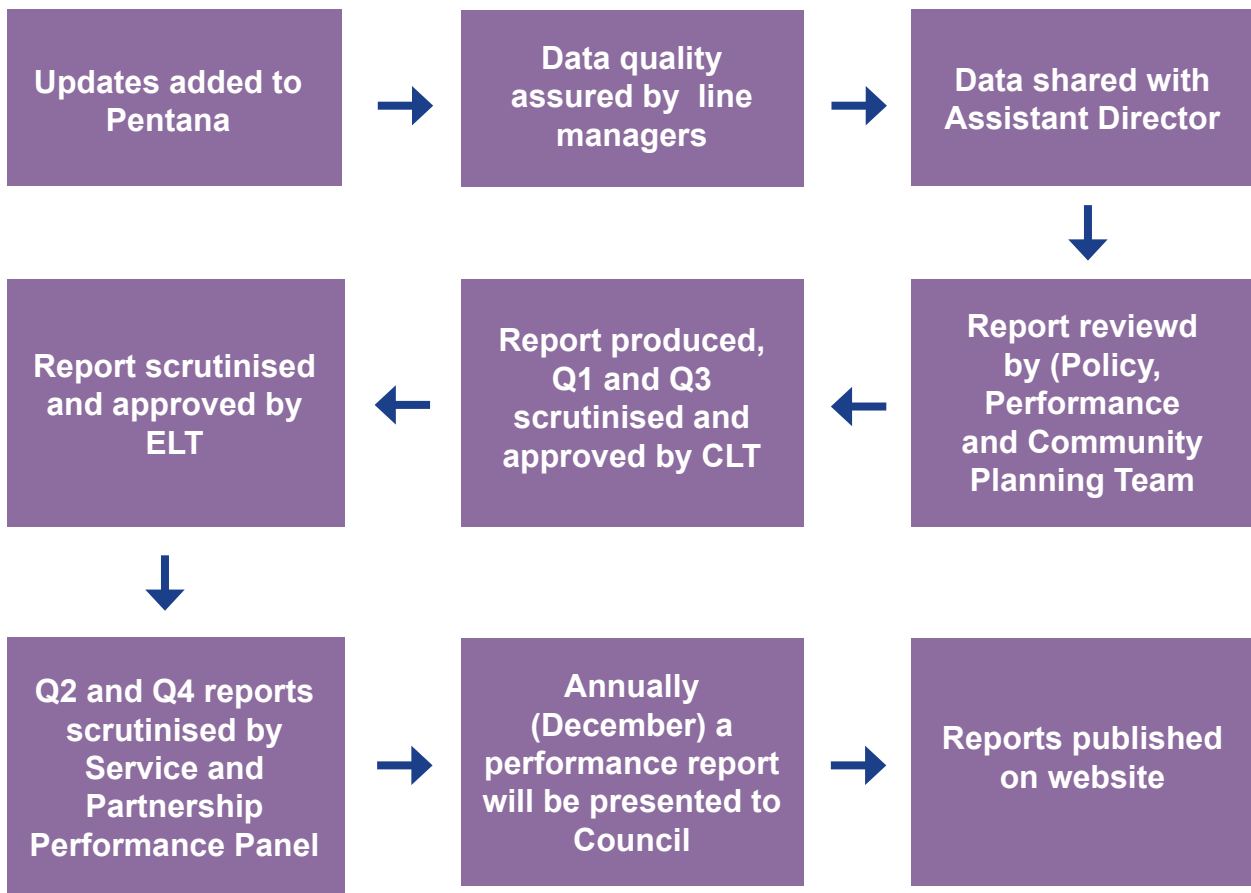 Updates added to
Pentana
Data quality
assured by  line
managers
Data shared with
Assistant Director
Report reviewd
by (Policy,
Performance
and Community
Planning Team
Report produced,
Q1 and Q3
scrutinised and
approved by CLT
Report scrutinised
and approved by
ELT
Q2 and Q4 reports
scrutinised by
Service and
Partnership
Performance Panel
Annually
(December) a
performance report
will be presented to
Council
Reports published
on website